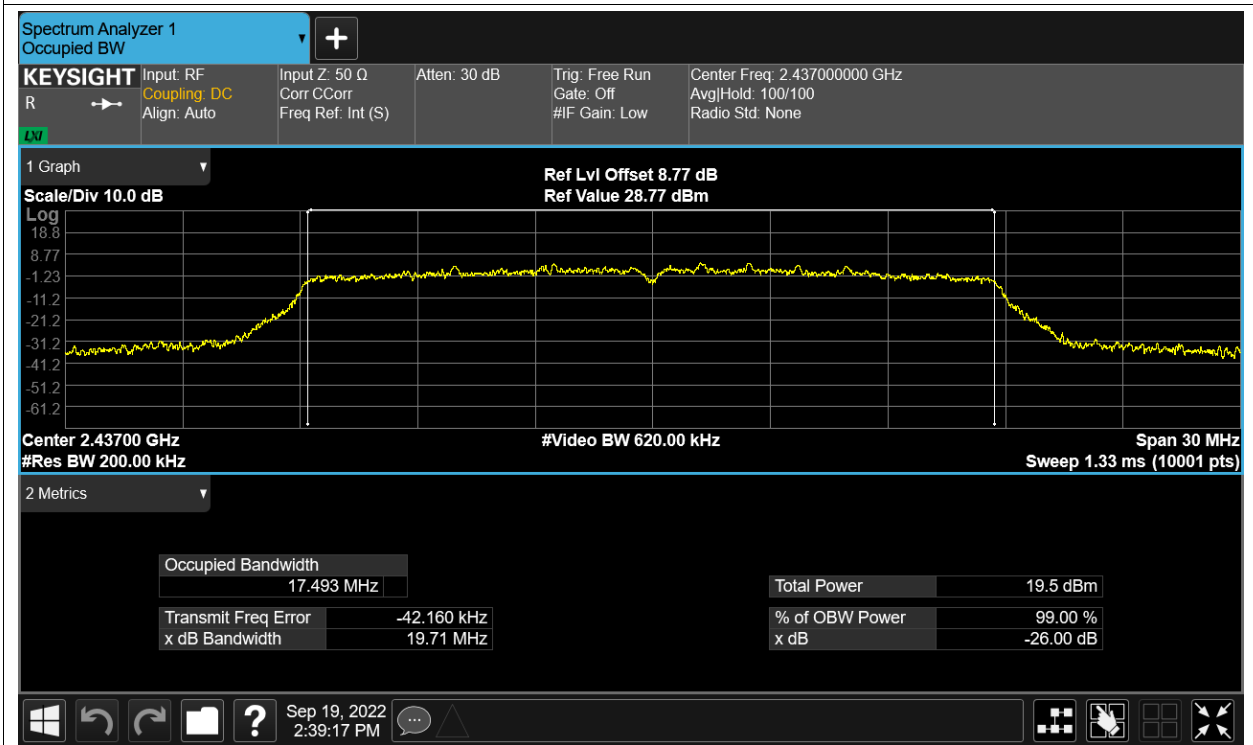 Spectrum Analyzer 1
Occupied BW
KEYSIGHT
R
LXI
Input: RF
Coupling: DC
Align: Auto
Input Z: 50 Ω
Corr CCorr
Freq Ref: Int (S)
Atten: 30 dB
Trig: Free Run
Gate: Off
#IF Gain: Low
Center Freq: 2.437000000 GHz
Avg|Hold: 100/100
Radio Std: None
1 Graph
Scale/Div 10.0 dB
Ref Lvl Offset 8.77 dB
Ref Value 28.77 dBm
Log
18.8
8.77
-1.23
-11.2
-21.2
-31.2
-41.2
-51.2
-61.2
Center 2.43700 GHz
#Video BW 620.00 kHz
Span 30 MHz
#Res BW 200.00 kHz
Sweep 1.33 ms (10001 pts)
2 Metrics
Occupied Bandwidth
17.493 MHz
Total Power 19.5 dBm
Transmit Freq Error -42.160 kHz
% of OBW Power 99.00 %
x dB Bandwidth 19.71 MHz
x dB -26.00 dB
?
Sep 19, 2022
2:39:17 PM